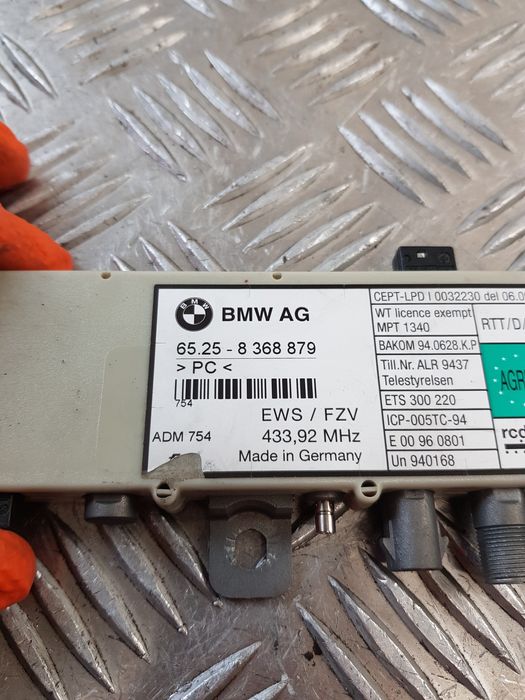 BMW
BMW AG
65.25 - 8 368 879
> PC <
754
EWS / FZV
ADM 754
433,92 MHz
Made in Germany
CEPT-LPD I 0032230 del 06.0
WT licence exempt
MPT 1340
BAKOM 94.0628.K.P
Till.Nr. ALR 9437
Telestyrelsen
ETS 300 220
ICP-005TC-94
E 00 96 0801
Un 940168
RTT/D/
AGR
rcd